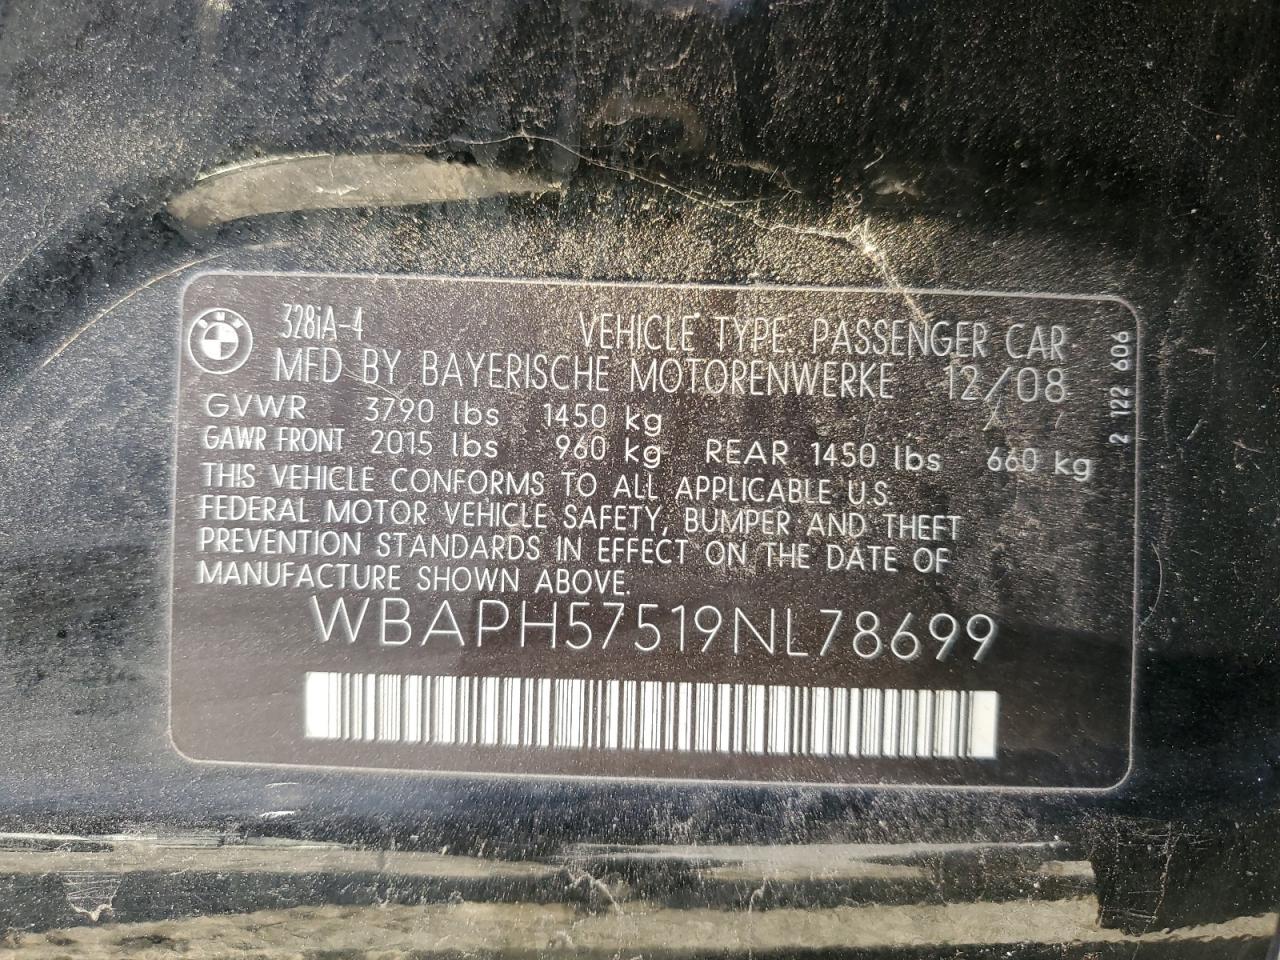 BMW
328iA-4 VEHICLE TYPE PASSENGER CAR
MFD BY BAYERISCHE MOTORENWERKE 12/08
GVWR 3790 lbs 1450 kg
GAWR FRONT 2015 lbs 960 kg REAR 1450 lbs 660 kg
THIS VEHICLE CONFORMS TO ALL APPLICABLE U.S.
FEDERAL MOTOR VEHICLE SAFETY, BUMPER AND THEFT
PREVENTION STANDARDS IN EFFECT ON THE DATE OF
MANUFACTURE SHOWN ABOVE.
WBAPH57519NL78699
2 122 606